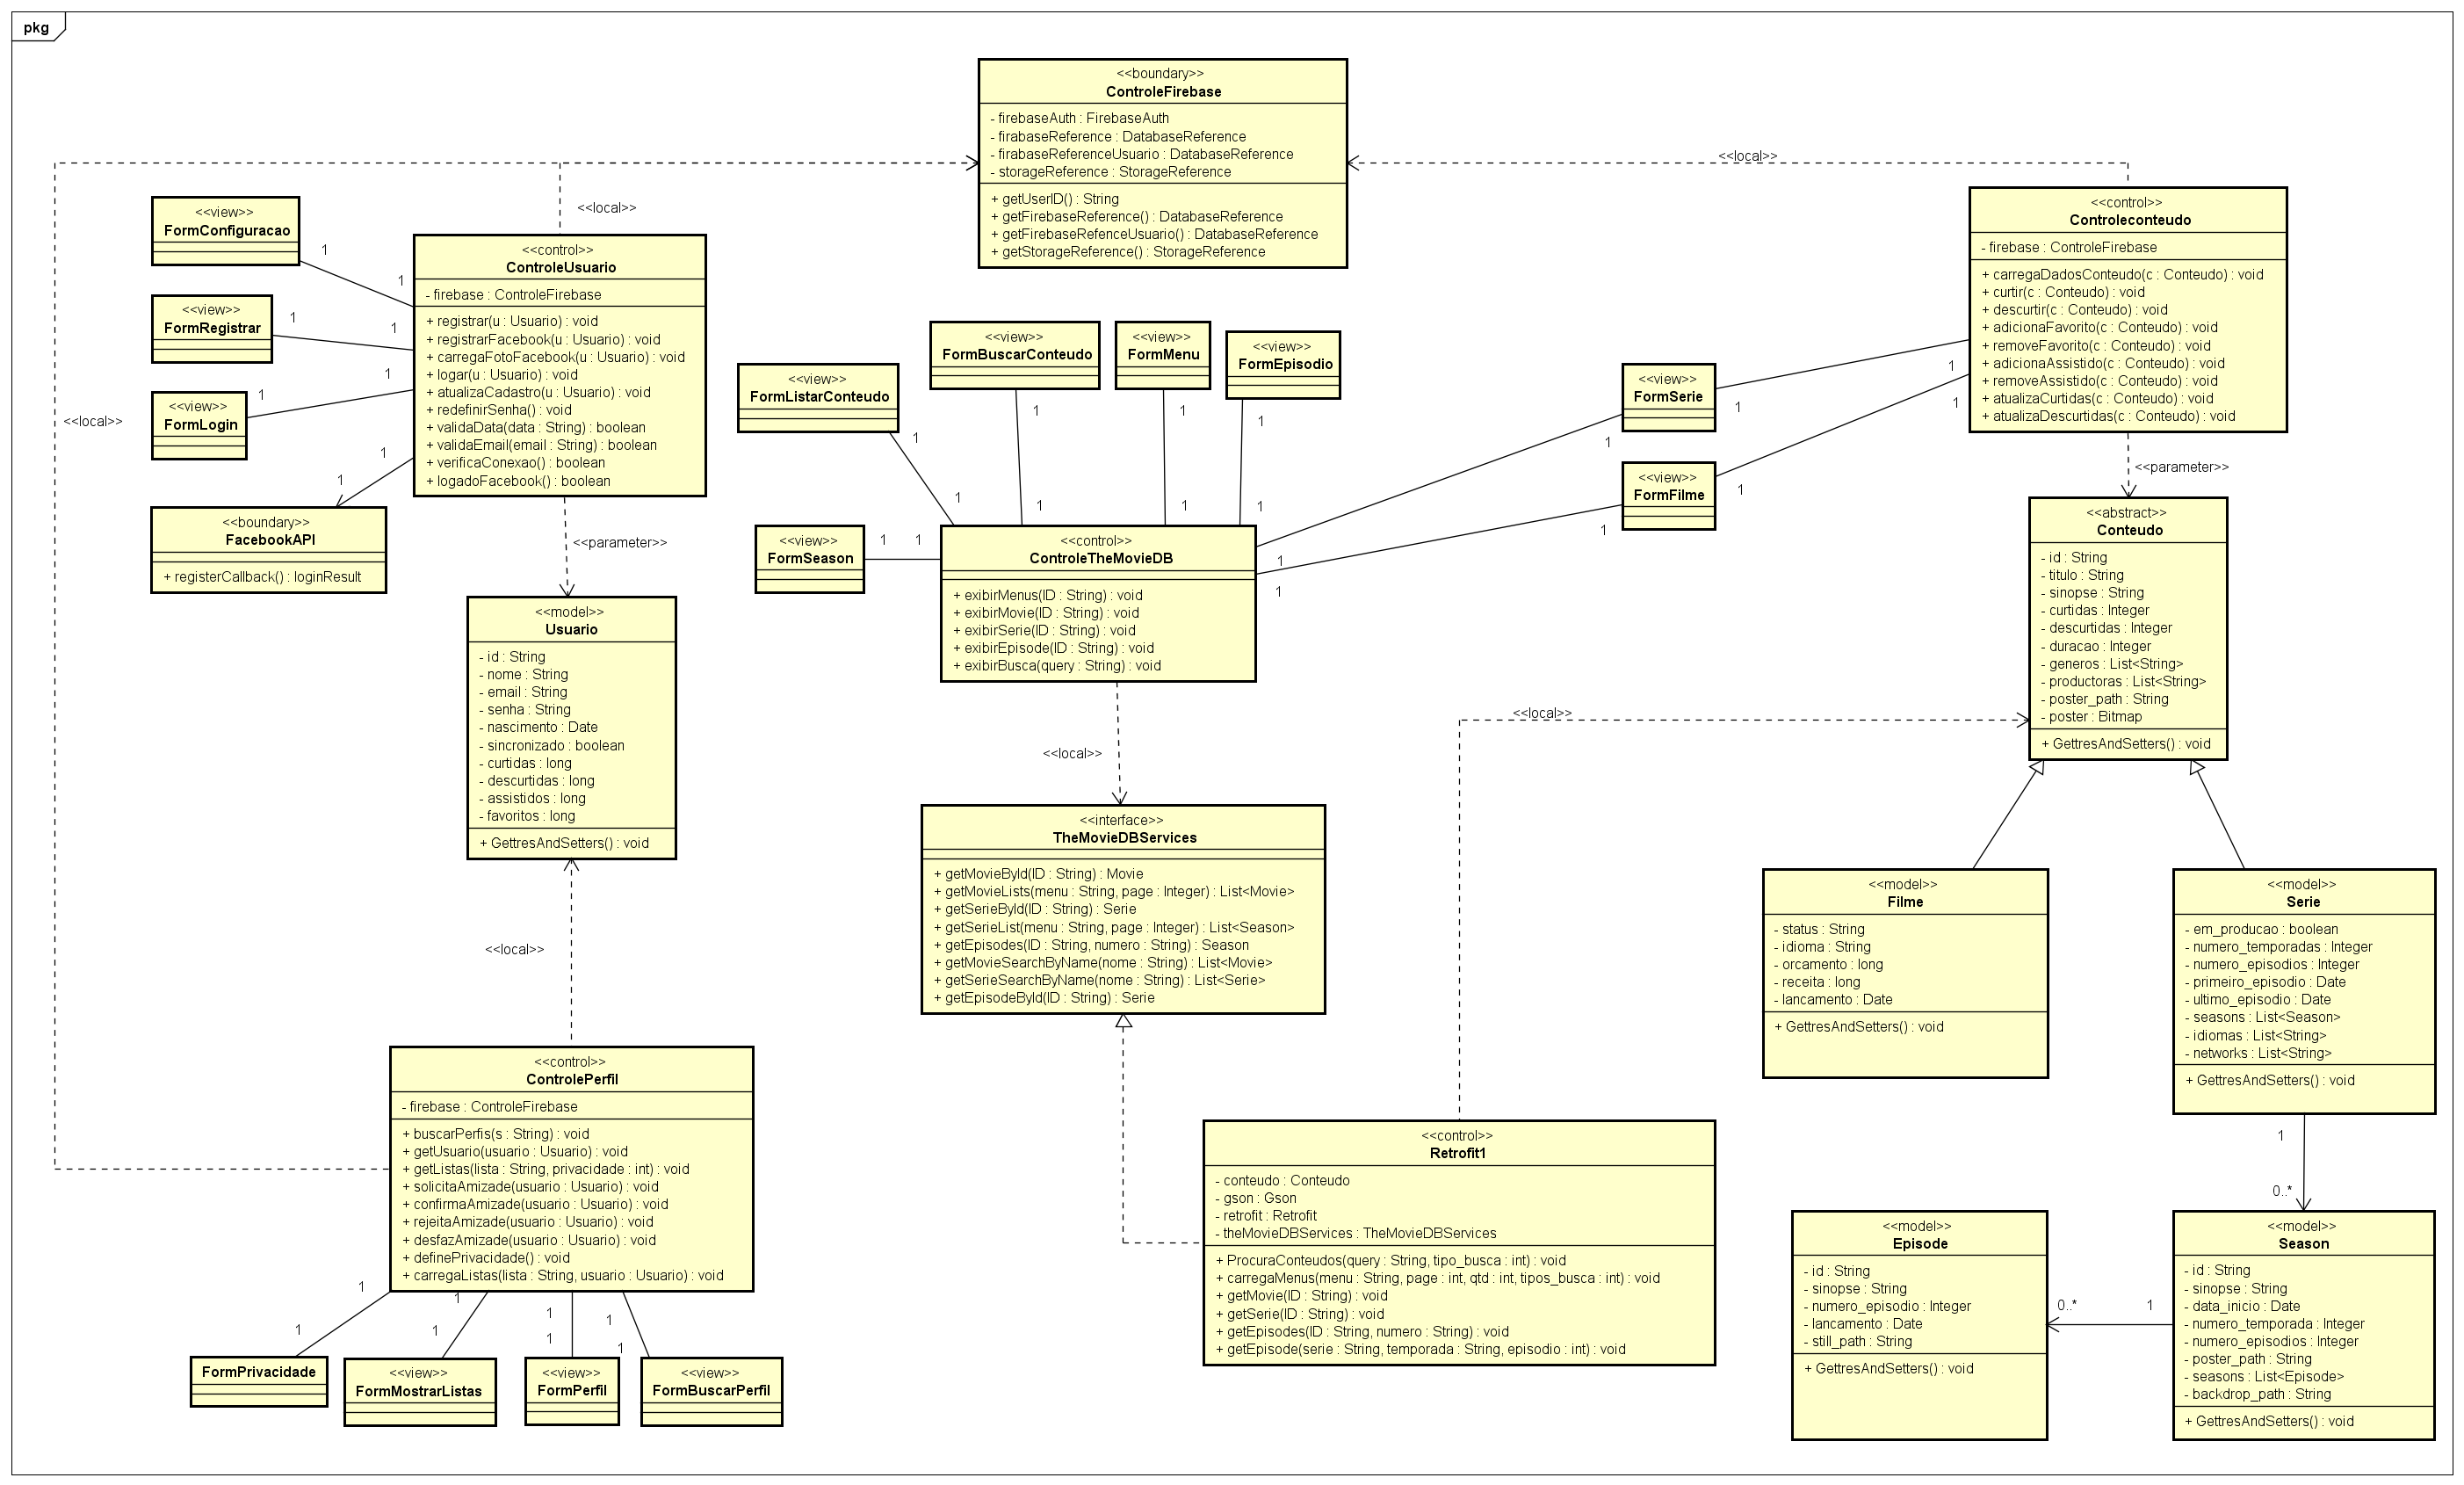 pkg
<<boundary>>
ControleFirebase
- firebaseAuth : FirebaseAuth
- firabaseReference : DatabaseReference
- firabaseReferenceUsuario : DatabaseReference
- storageReference : StorageReference
+ getUserID() : String
+ getFirebaseReference() : DatabaseReference
+ getFirebaseRefenceUsuario() : DatabaseReference
+ getStorageReference() : StorageReference
<<local>>
<<local>>
<<local>>
<<view>>
FormConfiguracao
1
1
<<view>>
FormRegistrar
1
1
<<view>>
FormLogin
1
1
<<control>>
ControleUsuario
- firebase : ControleFirebase
+ registrar(u : Usuario) : void
+ registrarFacebook(u : Usuario) : void
+ carregaFotoFacebook(u : Usuario) : void
+ logar(u : Usuario) : void
+ atualizaCadastro(u : Usuario) : void
+ redefinirSenha() : void
+ validaData(data : String) : boolean
+ validaEmail(email : String) : boolean
+ verificaConexao() : boolean
+ logadoFacebook() : boolean
1
1
<<boundary>>
FacebookAPI
+ registerCallback() : loginResult
<<parameter>>
<<model>>
Usuario
- id : String
- nome : String
- email : String
- senha : String
- nascimento : Date
- sincronizado : boolean
- curtidas : long
- descurtidas : long
- assistidos : long
- favoritos : long
+ GettresAndSetters() : void
<<local>>
<<control>>
ControlePerfil
- firebase : ControleFirebase
+ buscarPerfis(s : String) : void
+ getUsuario(usuario : Usuario) : void
+ getListas(lista : String, privacidade : int) : void
+ solicitaAmizade(usuario : Usuario) : void
+ confirmaAmizade(usuario : Usuario) : void
+ rejeitaAmizade(usuario : Usuario) : void
+ desfazAmizade(usuario : Usuario) : void
+ definePrivacidade() : void
+ carregaListas(lista : String, usuario : Usuario) : void
1
1
1
1
1
1
1
1
FormPrivacidade
<<view>>
FormMostrarListas
<<view>>
FormPerfil
<<view>>
FormBuscarPerfil
<<view>>
FormListarConteudo
1
1
<<view>>
FormBuscarConteudo
1
1
<<view>>
FormMenu
1
1
<<view>>
FormEpisodio
1
1
<<view>>
FormSeason
1
1
<<control>>
ControleTheMovieDB
+ exibirMenus(ID : String) : void
+ exibirMovie(ID : String) : void
+ exibirSerie(ID : String) : void
+ exibirEpisode(ID : String) : void
+ exibirBusca(query : String) : void
1
1
<<view>>
FormSerie
1
1
1
<<view>>
FormFilme
1
1
1
<<local>>
<<interface>>
TheMovieDBServices
+ getMovieById(ID : String) : Movie
+ getMovieLists(menu : String, page : Integer) : List<Movie>
+ getSerieById(ID : String) : Serie
+ getSerieList(menu : String, page : Integer) : List<Season>
+ getEpisodes(ID : String, numero : String) : Season
+ getMovieSearchByName(nome : String) : List<Movie>
+ getSerieSearchByName(nome : String) : List<Serie>
+ getEpisodeById(ID : String) : Serie
<<local>>
<<control>>
Retrofit1
- conteudo : Conteudo
- gson : Gson
- retrofit : Retrofit
- theMovieDBServices : TheMovieDBServices
+ ProcuraConteudos(query : String, tipo_busca : int) : void
+ carregaMenus(menu : String, page : int, qtd : int, tipos_busca : int) : void
+ getMovie(ID : String) : void
+ getSerie(ID : String) : void
+ getEpisodes(ID : String, numero : String) : void
+ getEpisode(serie : String, temporada : String, episodio : int) : void
<<control>>
Controleconteudo
- firebase : ControleFirebase
+ carregaDadosConteudo(c : Conteudo) : void
+ curtir(c : Conteudo) : void
+ descurtir(c : Conteudo) : void
+ adicionaFavorito(c : Conteudo) : void
+ removeFavorito(c : Conteudo) : void
+ adicionaAssistido(c : Conteudo) : void
+ removeAssistido(c : Conteudo) : void
+ atualizaCurtidas(c : Conteudo) : void
+ atualizaDescurtidas(c : Conteudo) : void
<<parameter>>
<<abstract>>
Conteudo
- id : String
- titulo : String
- sinopse : String
- curtidas : Integer
- descurtidas : Integer
- duracao : Integer
- generos : List<String>
- productoras : List<String>
- poster_path : String
- poster : Bitmap
+ GettresAndSetters() : void
<<model>>
Filme
- status : String
- idioma : String
- orcamento : long
- receita : long
- lancamento : Date
+ GettresAndSetters() : void
<<model>>
Serie
- em_producao : boolean
- numero_temporadas : Integer
- numero_episodios : Integer
- primeiro_episodio : Date
- ultimo_episodio : Date
- seasons : List<Season>
- idiomas : List<String>
- networks : List<String>
+ GettresAndSetters() : void
1
0..*
<<model>>
Episode
- id : String
- sinopse : String
- numero_episodio : Integer
- lancamento : Date
- still_path : String
+ GettresAndSetters() : void
0..*
1
<<model>>
Season
- id : String
- sinopse : String
- data_inicio : Date
- numero_temporada : Integer
- numero_episodios : Integer
- poster_path : String
- seasons : List<Episode>
- backdrop_path : String
+ GettresAndSetters() : void